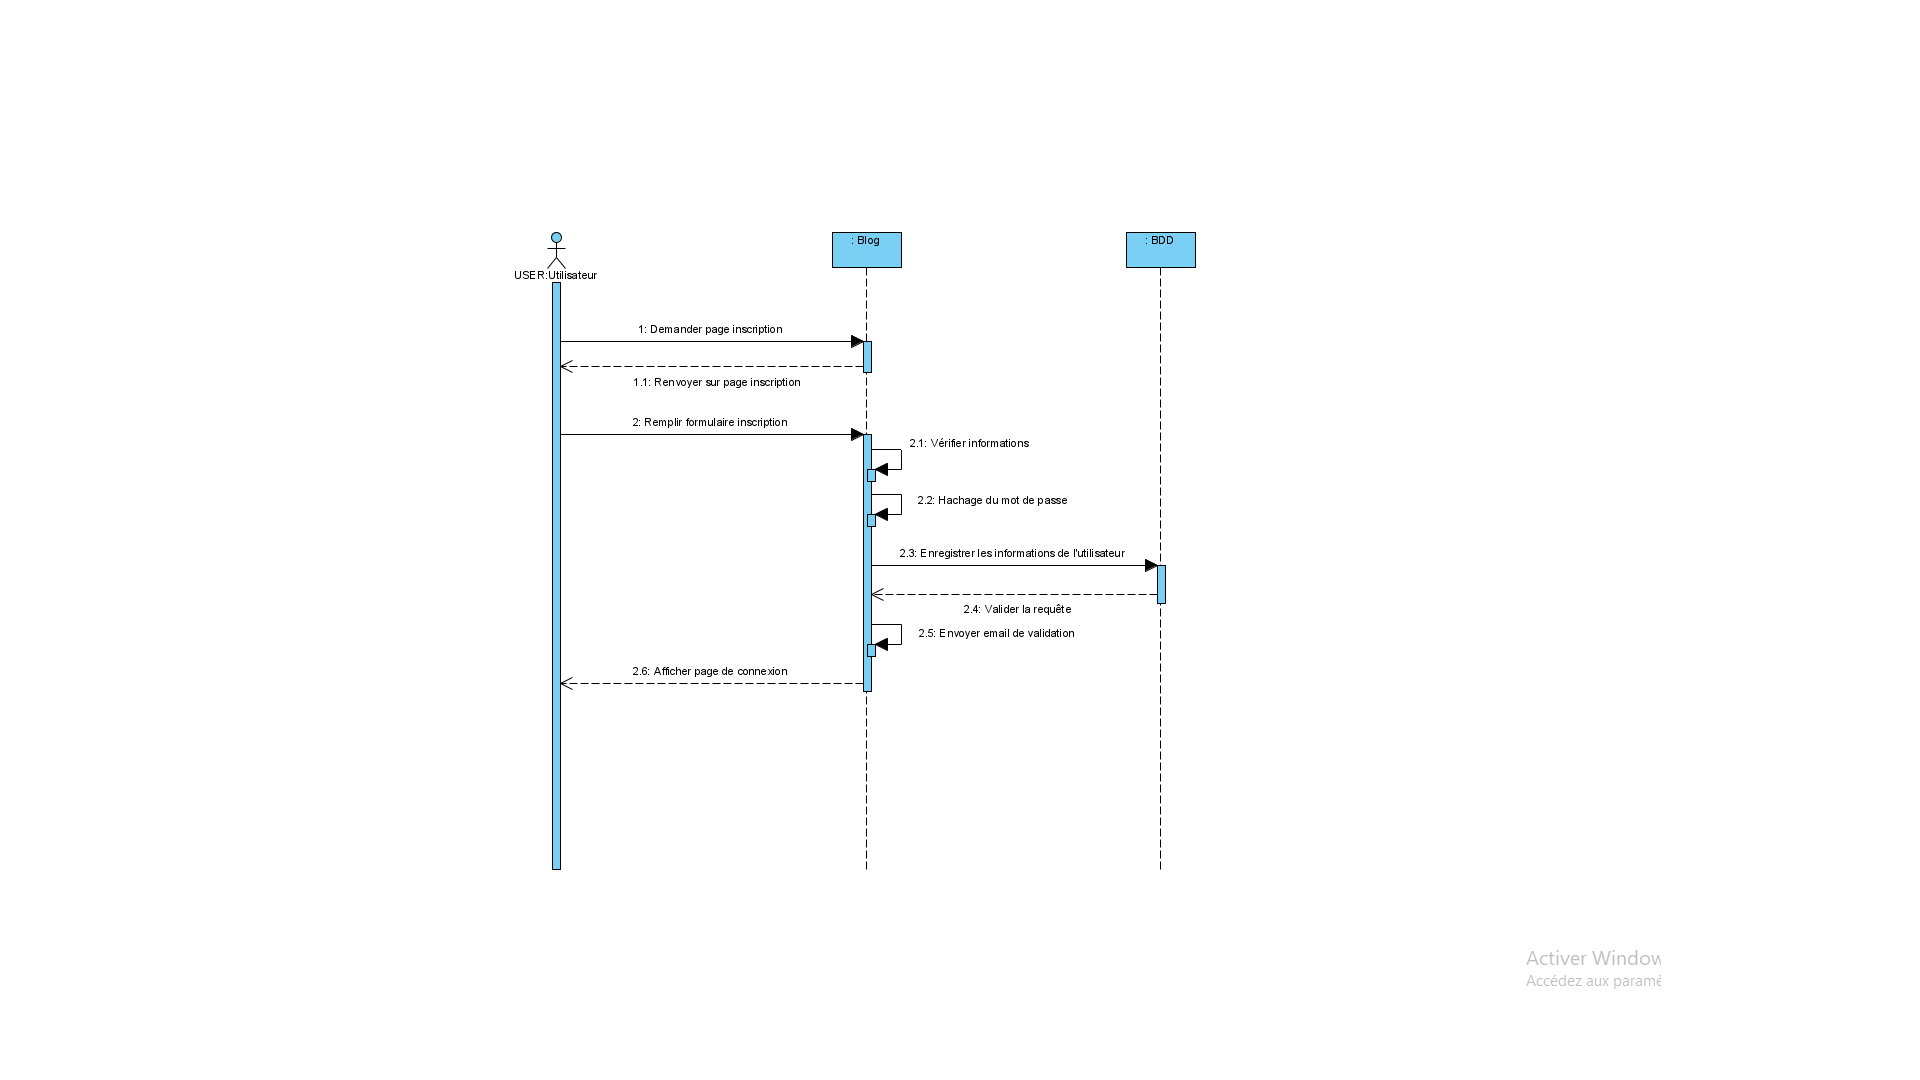 : Blog
: BDD
USER:Utilisateur
1: Demander page inscription
1.1: Renvoyer sur page inscription
2: Remplir formulaire inscription
2.1: Vérifier informations
2.2: Hachage du mot de passe
2.3: Enregistrer les informations de l'utilisateur
2.4: Valider la requête
2.5: Envoyer email de validation
2.6: Afficher page de connexion
Activer Window
Accédez aux paramè